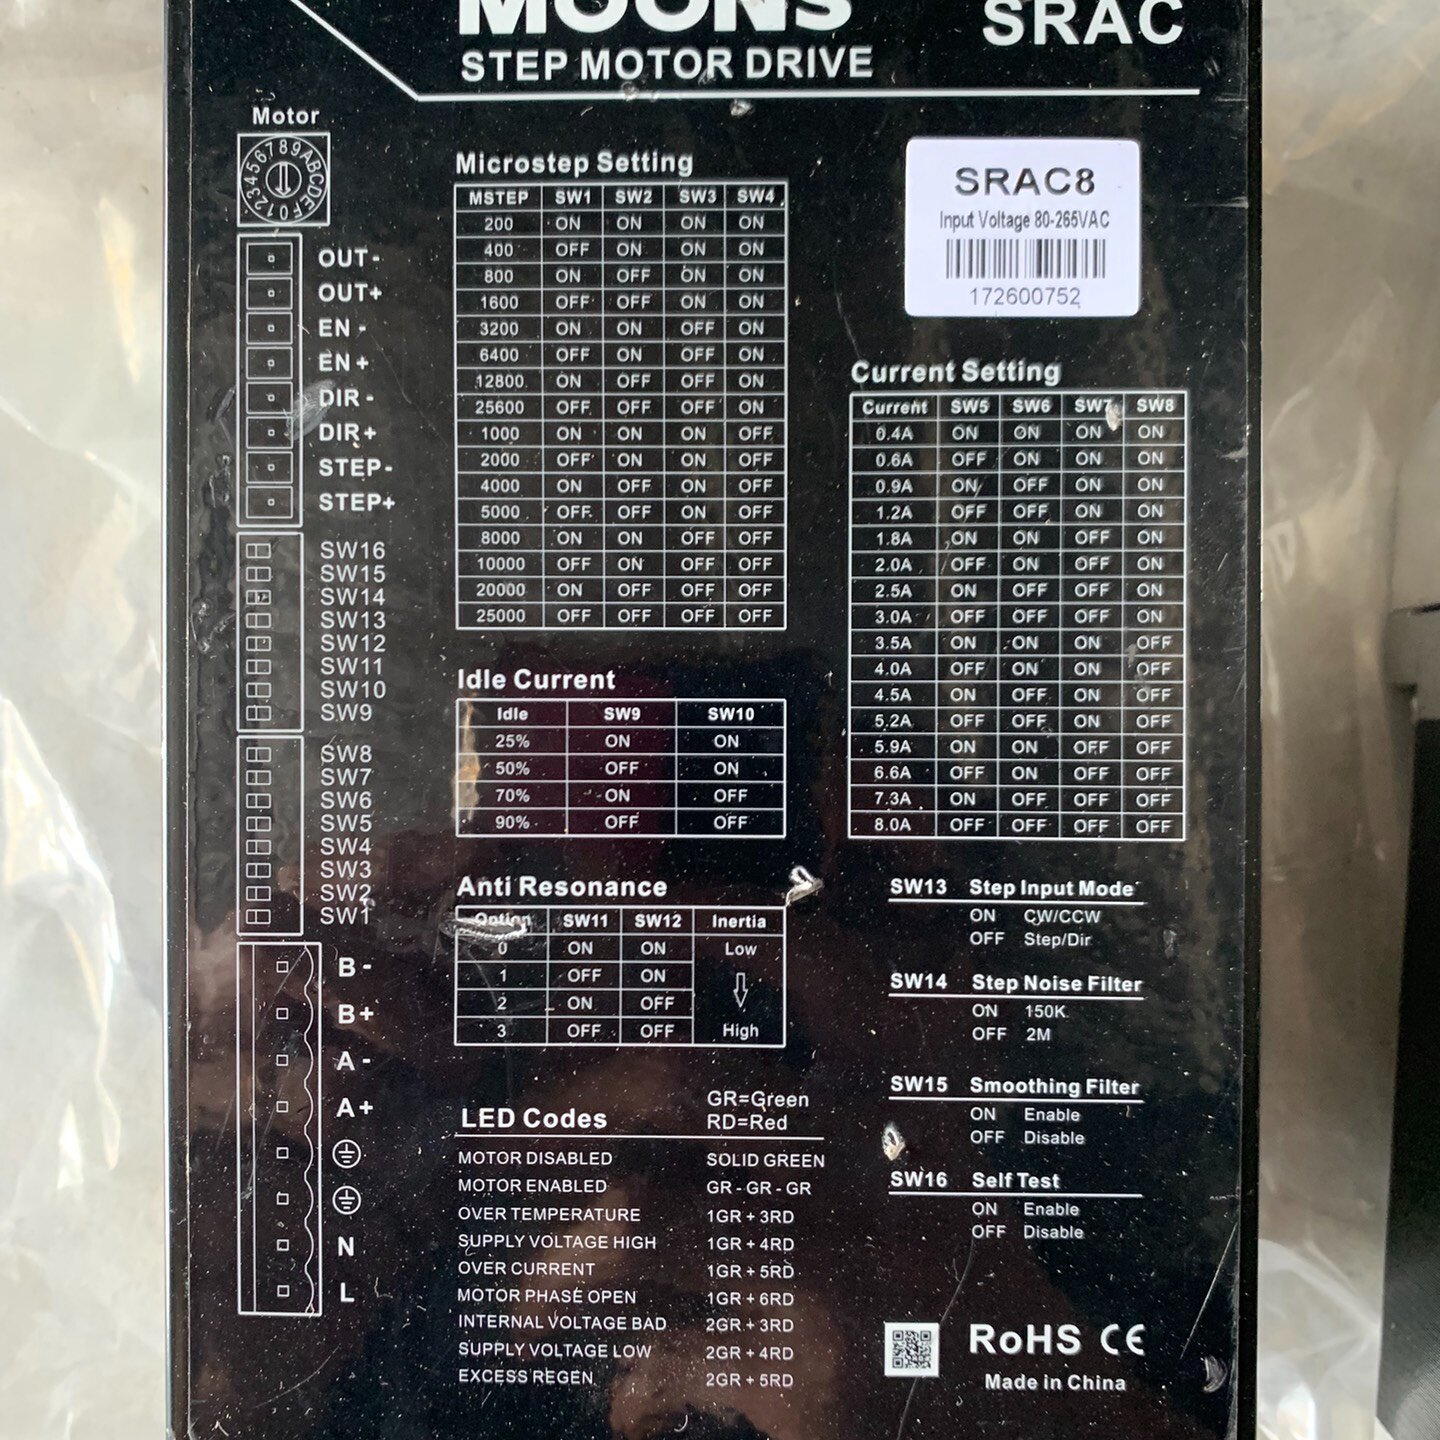 MOONS
SRAC
STEP MOTOR DRIVE
Motor
0123456789ABCDEF
OUT-
OUT+
EN -
EN +
DIR -
DIR+
STEP-
STEP+
SW16
SW15
SW14
SW13
SW12
SW11
SW10
SW9
SW8
SW7
SW6
SW5
SW4
SW3
SW2
SW1
B -
B+
A -
A+
N
L
Microstep Setting
MSTEP SW1 SW2 SW3 SW4
200 ON ON ON ON
400 OFF ON ON ON
800 ON OFF ON ON
1600 OFF OFF ON ON
3200 ON ON OFF ON
6400 OFF ON OFF ON
12800 ON OFF OFF ON
25600 OFF OFF OFF ON
1000 ON ON ON OFF
2000 OFF ON ON OFF
4000 ON OFF ON OFF
5000 OFF OFF ON OFF
8000 ON ON OFF OFF
10000 OFF ON OFF OFF
20000 ON OFF OFF OFF
25000 OFF OFF OFF OFF
Idle Current
Idle SW9 SW10
25% ON ON
50% OFF ON
70% ON OFF
90% OFF OFF
Anti Resonance
Option SW11 SW12 Inertia
0 ON ON Low
1 OFF ON
2 ON OFF
3 OFF OFF High
LED Codes
GR=Green
RD=Red
MOTOR DISABLED SOLID GREEN
MOTOR ENABLED GR - GR - GR
OVER TEMPERATURE 1GR + 3RD
SUPPLY VOLTAGE HIGH 1GR + 4RD
OVER CURRENT 1GR + 5RD
MOTOR PHASE OPEN 1GR + 6RD
INTERNAL VOLTAGE BAD 2GR + 3RD
SUPPLY VOLTAGE LOW 2GR + 4RD
EXCESS REGEN 2GR + 5RD
SRAC8
Input Voltage 80-265VAC
172600752
Current Setting
Current SW5 SW6 SW7 SW8
0.4A ON ON ON ON
0.6A OFF ON ON ON
0.9A ON OFF ON ON
1.2A OFF OFF ON ON
1.8A ON ON OFF ON
2.0A OFF ON OFF ON
2.5A ON OFF OFF ON
3.0A OFF OFF OFF ON
3.5A ON ON ON OFF
4.0A OFF ON ON OFF
4.5A ON OFF ON OFF
5.2A OFF OFF ON OFF
5.9A ON ON OFF OFF
6.6A OFF ON OFF OFF
7.3A ON OFF OFF OFF
8.0A OFF OFF OFF OFF
SW13 Step Input Mode
ON CW/CCW
OFF Step/Dir
SW14 Step Noise Filter
ON 150K
OFF 2M
SW15 Smoothing Filter
ON Enable
OFF Disable
SW16 Self Test
ON Enable
OFF Disable
RoHS CE
Made in China